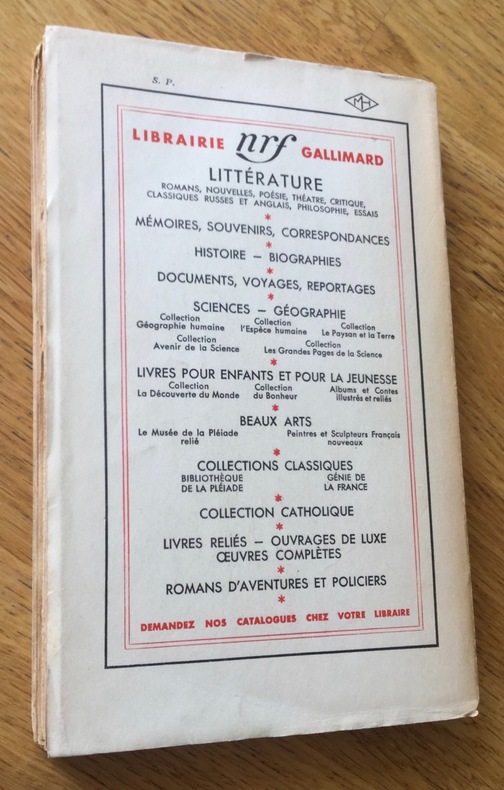 S. P.
MH
LIBRAIRIE nrf GALLIMARD
LITTÉRATURE
ROMANS, NOUVELLES, POÉSIE, THÉATRE, CRITIQUE,
CLASSIQUES RUSSES ET ANGLAIS, PHILOSOPHIE, ESSAIS
*
MÉMOIRES, SOUVENIRS, CORRESPONDANCES
*
HISTOIRE — BIOGRAPHIES
*
DOCUMENTS, VOYAGES, REPORTAGES
*
SCIENCES — GÉOGRAPHIE
Collection Collection Collection
Géographie humaine l'Espèce humaine Le Paysan et la Terre
Collection Collection
Avenir de la Science Les Grandes Pages de la Science
*
LIVRES POUR ENFANTS ET POUR LA JEUNESSE
Collection Collection Albums et Contes
La Découverte du Monde du Bonheur illustrés et reliés
*
BEAUX ARTS
Le Musée de la Pléiade Peintres et Sculpteurs Français
relié nouveaux
*
COLLECTIONS CLASSIQUES
BIBLIOTHÈQUE GÉNIE DE
DE LA PLÉIADE LA FRANCE
*
COLLECTION CATHOLIQUE
*
LIVRES RELIÉS — OUVRAGES DE LUXE
ŒUVRES COMPLÈTES
*
ROMANS D'AVENTURES ET POLICIERS
*
DEMANDEZ NOS CATALOGUES CHEZ VOTRE LIBRAIRE